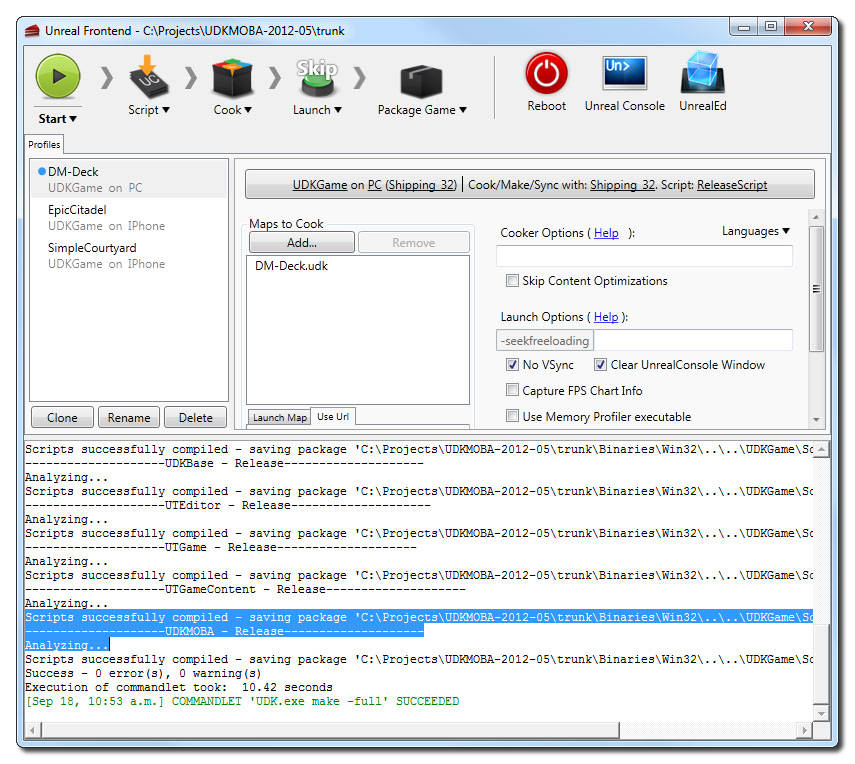 Unreal Frontend - C:\Projects\UDKMOBA-2012-05\trunk
Start
Script
Skip
UC
Cook
Launch
Package Game
Reboot
Un>
Unreal Console
UnrealEd
Profiles
DM-Deck
UDKGame on PC
EpicCitadel
UDKGame on IPhone
SimpleCourtyard
UDKGame on IPhone
Clone Rename Delete
UDKGame on PC (Shipping_32) | Cook/Make/Sync with: Shipping_32. Script: ReleaseScript
Maps to Cook
Add... Remove
DM-Deck.udk
Launch Map Use Url
Cooker Options ( Help ): Languages
Skip Content Optimizations
Launch Options ( Help ):
-seekfreeloading
No VSync Clear UnrealConsole Window
Capture FPS Chart Info
Use Memory Profiler executable
Scripts successfully compiled - saving package 'C:\Projects\UDKMOBA-2012-05\trunk\Binaries\Win32\..\..\UDKGame\Sc
--------------------UDKBase - Release--------------------
Analyzing...
Scripts successfully compiled - saving package 'C:\Projects\UDKMOBA-2012-05\trunk\Binaries\Win32\..\..\UDKGame\Sc
--------------------UTEditor - Release--------------------
Analyzing...
Scripts successfully compiled - saving package 'C:\Projects\UDKMOBA-2012-05\trunk\Binaries\Win32\..\..\UDKGame\Sc
--------------------UTGame - Release--------------------
Analyzing...
Scripts successfully compiled - saving package 'C:\Projects\UDKMOBA-2012-05\trunk\Binaries\Win32\..\..\UDKGame\Sc
--------------------UTGameContent - Release--------------------
Analyzing...
Scripts successfully compiled - saving package 'C:\Projects\UDKMOBA-2012-05\trunk\Binaries\Win32\..\..\UDKGame\Sc
--------------------UDKMOBA - Release--------------------
Analyzing...
Scripts successfully compiled - saving package 'C:\Projects\UDKMOBA-2012-05\trunk\Binaries\Win32\..\..\UDKGame\Sc
Success - 0 error(s), 0 warning(s)
Execution of commandlet took:  10.42 seconds
[Sep 18, 10:53 a.m.] COMMANDLET 'UDK.exe make -full' SUCCEEDED